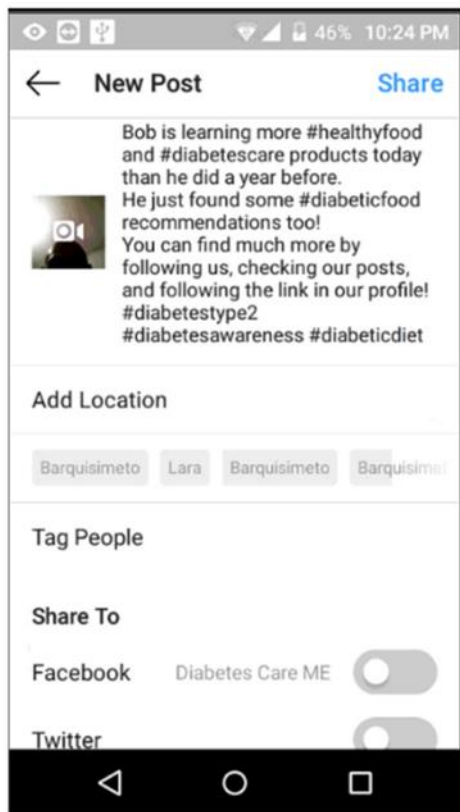 46% 10:24 PM
New Post Share
Bob is learning more #healthyfood
and #diabetescare products today
than he did a year before.
He just found some #diabeticfood
recommendations too!
You can find much more by
following us, checking our posts,
and following the link in our profile!
#diabetestype2
#diabetesawareness #diabeticdiet
Add Location
Barquisimeto Lara Barquisimeto Barquisimet
Tag People
Share To
Facebook Diabetes Care ME
Twitter